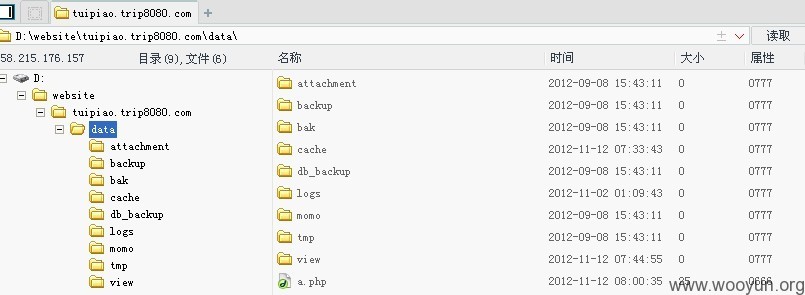 tuipiao.trip8080.com
D:\website\tuipiao.trip8080.com\data\ 读取
58.215.176.157 目录(9),文件(6) 名称 时间 大小 属性
D:
website
tuipiao.trip8080.com
data
attachment
backup
bak
cache
db_backup
logs
momo
tmp
view
attachment 2012-09-08 15:43:11 0 0777
backup 2012-09-08 15:43:11 0 0777
bak 2012-09-08 15:43:11 0 0777
cache 2012-11-12 07:33:43 0 0777
db_backup 2012-09-08 15:43:11 0 0777
logs 2012-11-02 01:09:43 0 0777
momo 2012-09-08 15:43:11 0 0777
tmp 2012-09-08 15:43:11 0 0777
view 2012-11-12 07:44:55 0 0777
a.php 2012-11-12 08:00:35 25 0666
www.wooyun.org